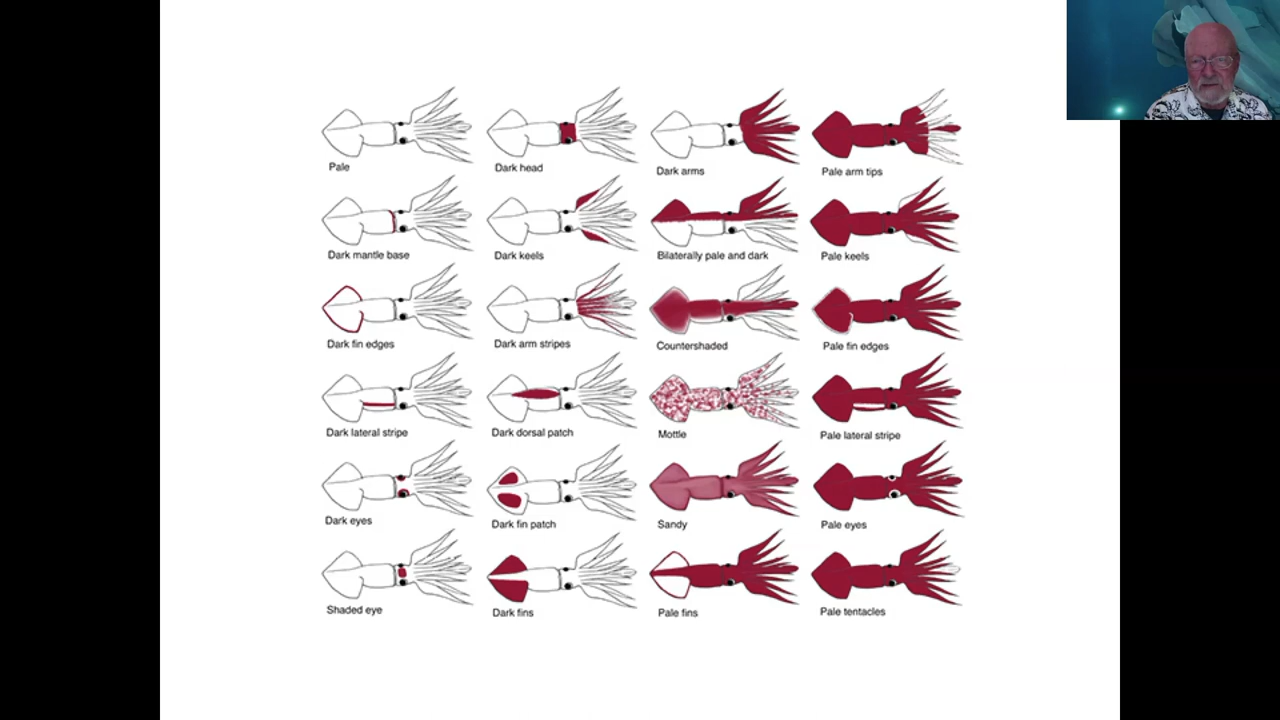 Pale
Dark head
Dark arms
Pale arm tips
Dark mantle base
Dark keels
Bilaterally pale and dark
Pale keels
Dark fin edges
Dark arm stripes
Countershaded
Pale fin edges
Dark lateral stripe
Dark dorsal patch
Mottle
Pale lateral stripe
Dark eyes
Dark fin patch
Sandy
Pale eyes
Shaded eye
Dark fins
Pale fins
Pale tentacles